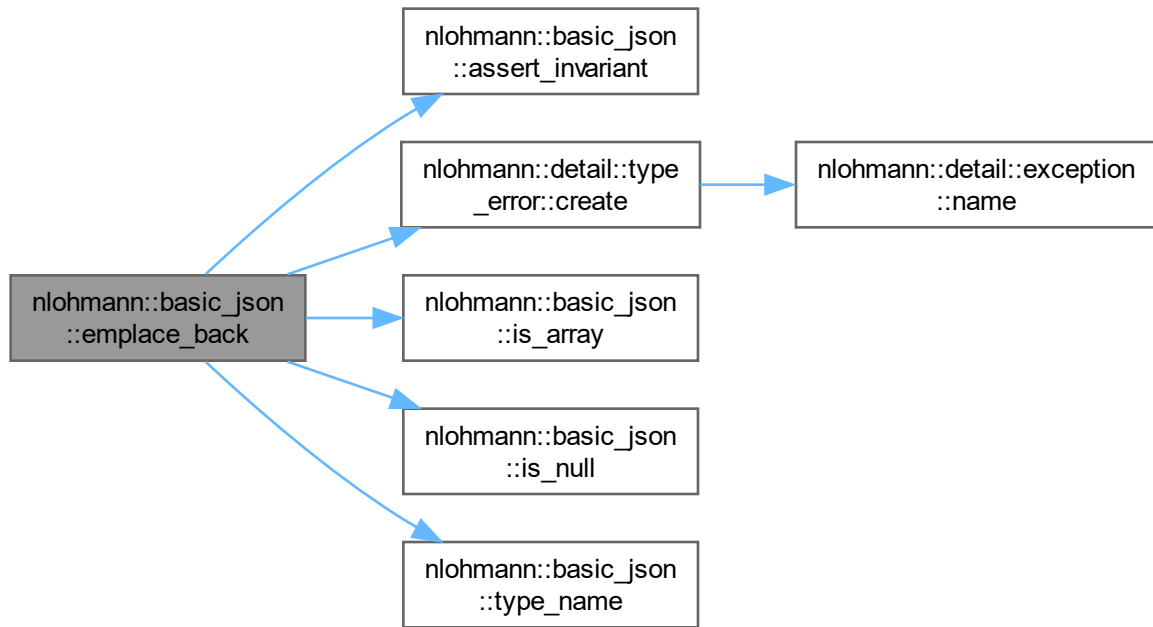 nlohmann::basic_json
::assert_invariant
nlohmann::detail::type
_error::create
nlohmann::detail::exception
::name
nlohmann::basic_json
::emplace_back
nlohmann::basic_json
::is_array
nlohmann::basic_json
::is_null
nlohmann::basic_json
::type_name